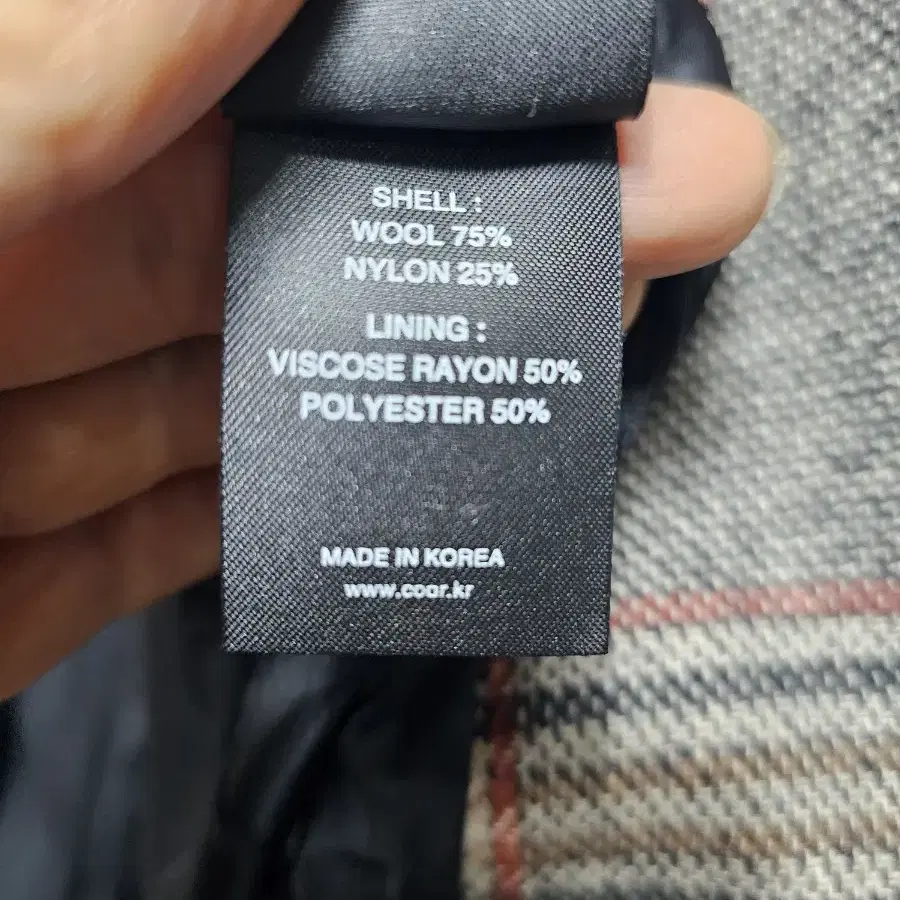 SHELL :
WOOL 75%
NYLON 25%
LINING :
VISCOSE RAYON 50%
POLYESTER 50%
MADE IN KOREA
www.coor.kr